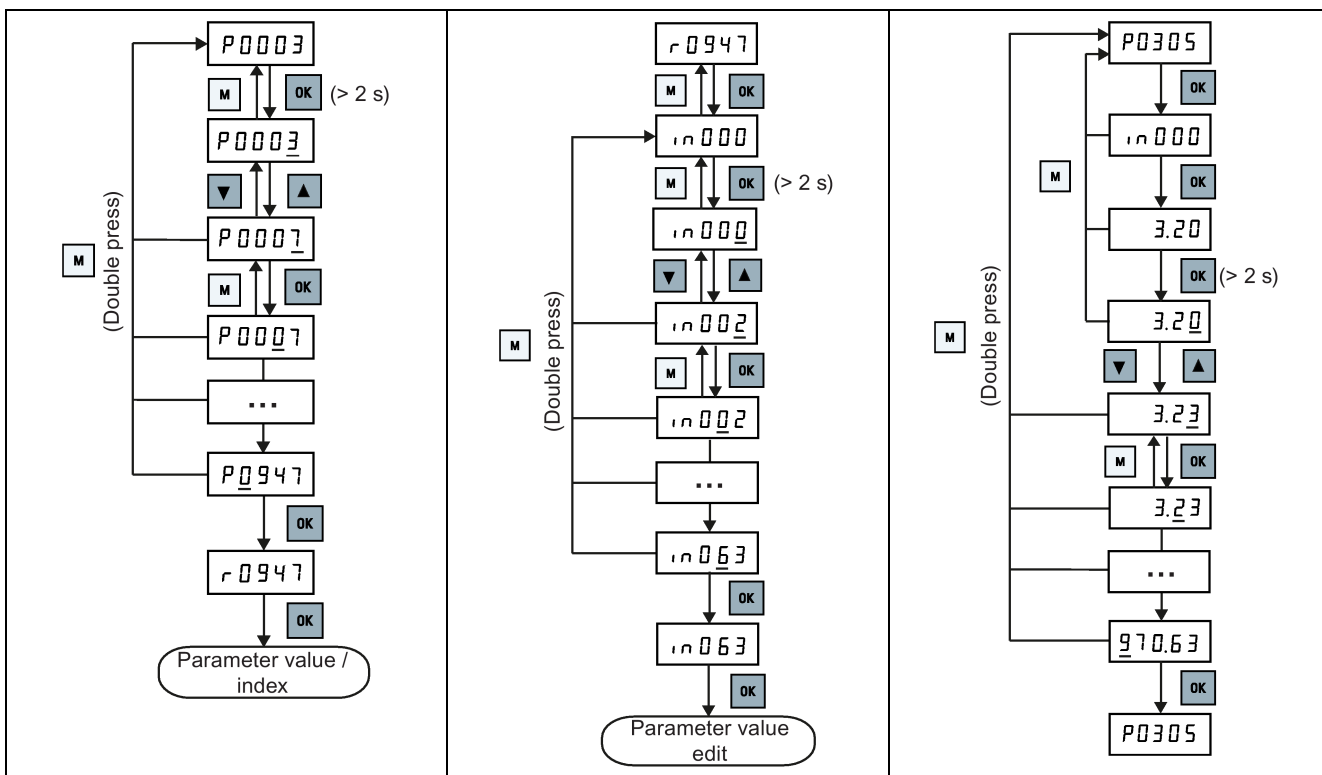 P0003
M
OK (> 2 s)
P0003
▼
▲
P0007
M
OK
P0007
...
P0947
OK
r0947
OK
Parameter value /
index
M
(Double press)
r0947
M
OK
in000
M
OK (> 2 s)
in000
▼
▲
in002
M
OK
in002
...
in063
OK
in063
OK
Parameter value
edit
M
(Double press)
P0305
OK
in000
M
OK
3.20
OK (> 2 s)
3.20
▼
▲
3.23
M
OK
3.23
...
970.63
OK
P0305
M
(Double press)